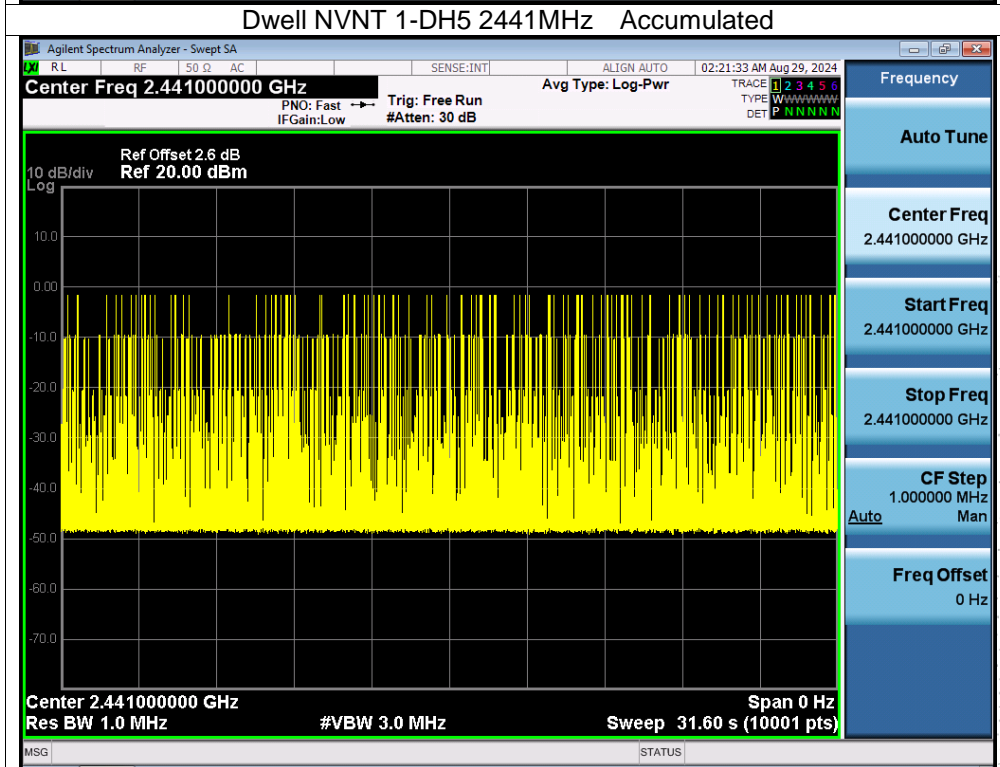 Dwell NVNT 1-DH5 2441MHz Accumulated
Agilent Spectrum Analyzer - Swept SA
LXI RL RF 50 Ω AC SENSE:INT ALIGN AUTO 02:21:33 AM Aug 29, 2024
Center Freq 2.441000000 GHz
PNO: Fast
IFGain:Low
Trig: Free Run
#Atten: 30 dB
Avg Type: Log-Pwr
TRACE 1 2 3 4 5 6
TYPE WWWWWW
DET P N N N N N
Frequency
Auto Tune
Center Freq
2.441000000 GHz
Start Freq
2.441000000 GHz
Stop Freq
2.441000000 GHz
CF Step
1.000000 MHz
Auto Man
Freq Offset
0 Hz
Ref Offset 2.6 dB
10 dB/div Ref 20.00 dBm
Log
10.0
0.00
-10.0
-20.0
-30.0
-40.0
-50.0
-60.0
-70.0
Center 2.441000000 GHz Span 0 Hz
Res BW 1.0 MHz #VBW 3.0 MHz Sweep 31.60 s (10001 pts)
MSG STATUS